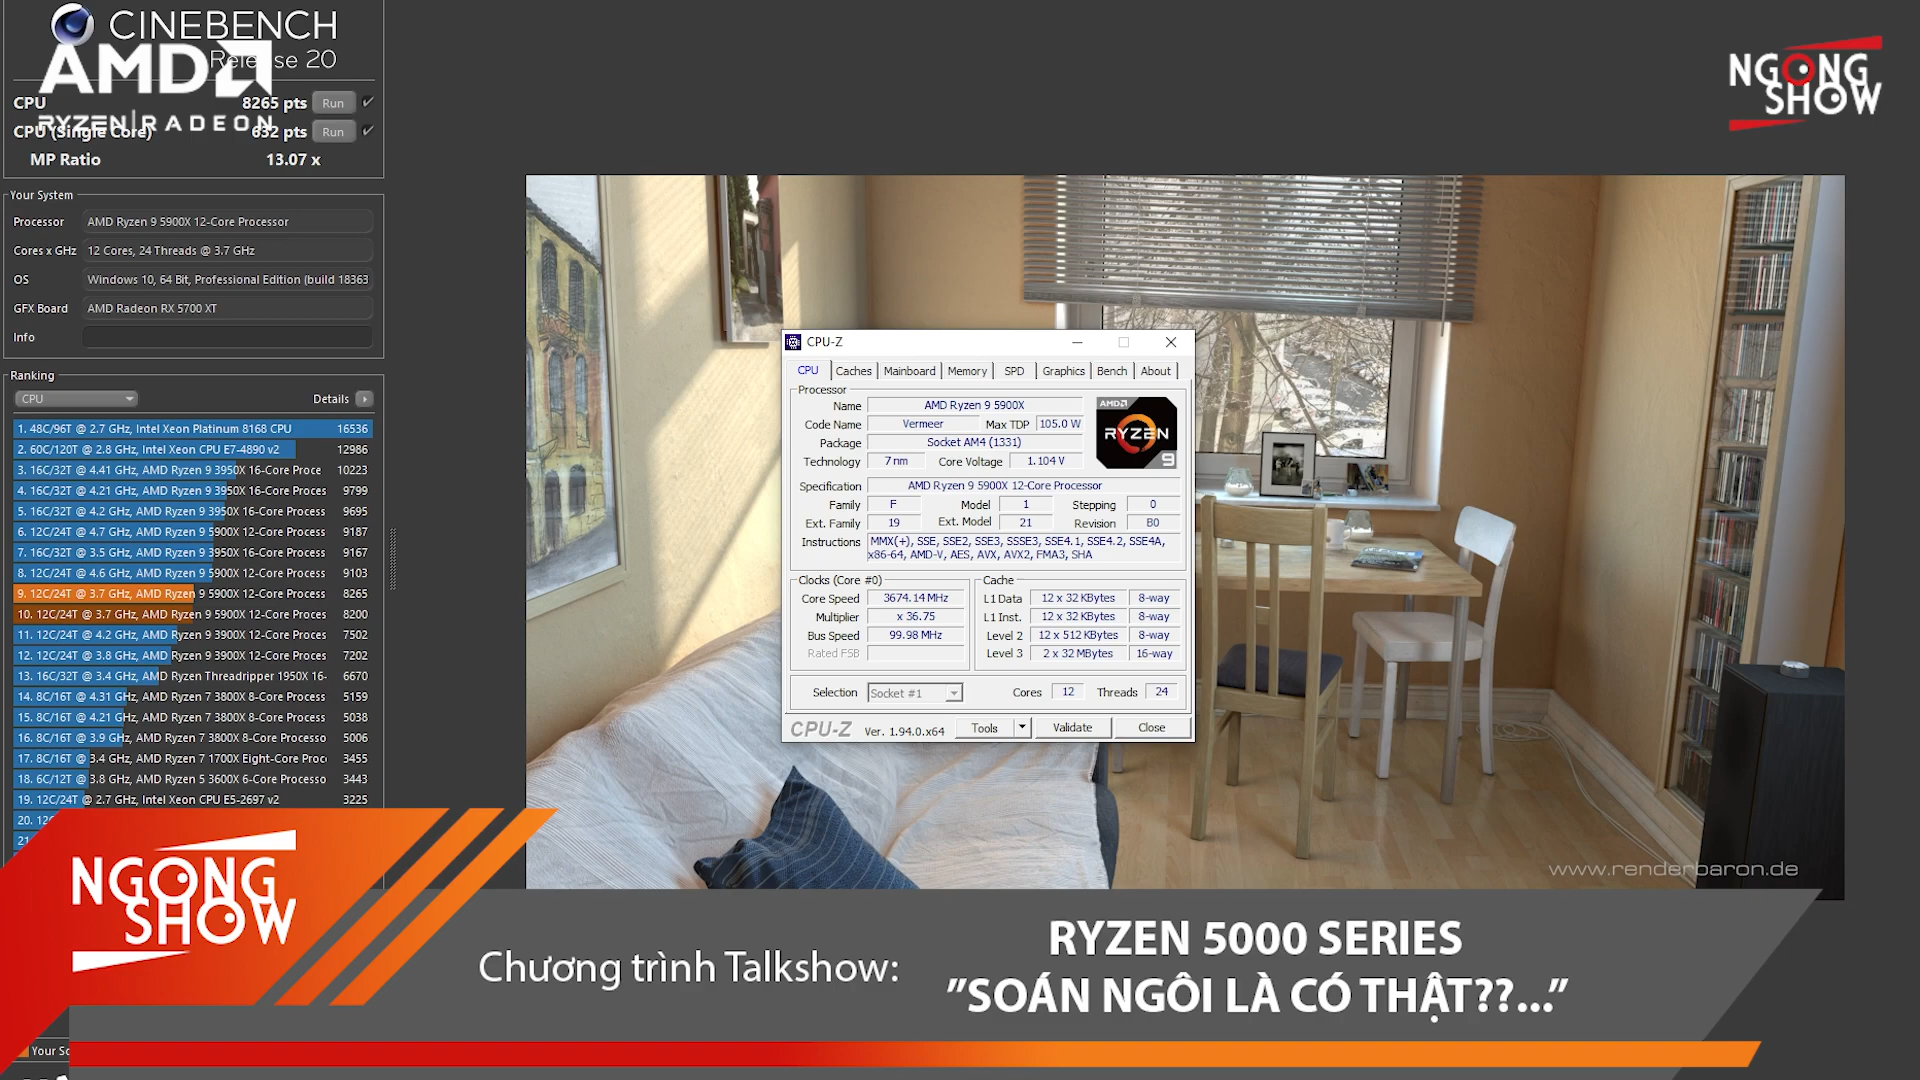 CINEBENCH
Release 20
AMD
RYZEN|RADEON
CPU 8265 pts Run
CPU (Single Core) 632 pts Run
MP Ratio 13.07 x
Your System
Processor AMD Ryzen 9 5900X 12-Core Processor
Cores x GHz 12 Cores, 24 Threads @ 3.7 GHz
OS Windows 10, 64 Bit, Professional Edition (build 18363
GFX Board AMD Radeon RX 5700 XT
Info
Ranking
CPU Details
1. 48C/96T @ 2.7 GHz, Intel Xeon Platinum 8168 CPU 16536
2. 60C/120T @ 2.8 GHz, Intel Xeon CPU E7-4890 v2 12986
3. 16C/32T @ 4.41 GHz, AMD Ryzen 9 3950X 16-Core Proce 10223
4. 16C/32T @ 4.21 GHz, AMD Ryzen 9 3950X 16-Core Proces 9799
5. 16C/32T @ 4.2 GHz, AMD Ryzen 9 3950X 16-Core Process 9695
6. 12C/24T @ 4.7 GHz, AMD Ryzen 9 5900X 12-Core Process 9187
7. 16C/32T @ 3.5 GHz, AMD Ryzen 9 3950X 16-Core Process 9167
8. 12C/24T @ 4.6 GHz, AMD Ryzen 9 5900X 12-Core Process 9103
9. 12C/24T @ 3.7 GHz, AMD Ryzen 9 5900X 12-Core Process 8265
10. 12C/24T @ 3.7 GHz, AMD Ryzen 9 5900X 12-Core Proces 8200
11. 12C/24T @ 4.2 GHz, AMD Ryzen 9 3900X 12-Core Proces 7502
12. 12C/24T @ 3.8 GHz, AMD Ryzen 9 3900X 12-Core Proces 7202
13. 16C/32T @ 3.4 GHz, AMD Ryzen Threadripper 1950X 16- 6670
14. 8C/16T @ 4.31 GHz, AMD Ryzen 7 3800X 8-Core Process 5159
15. 8C/16T @ 4.21 GHz, AMD Ryzen 7 3800X 8-Core Process 5038
16. 8C/16T @ 3.9 GHz, AMD Ryzen 7 3800X 8-Core Processo 5006
17. 8C/16T @ 3.4 GHz, AMD Ryzen 7 1700X Eight-Core Proc 3455
18. 6C/12T @ 3.8 GHz, AMD Ryzen 5 3600X 6-Core Processo 3443
19. 12C/24T @ 2.7 GHz, Intel Xeon CPU E5-2697 v2 3225
20. 12C
21
NGONG
SHOW
CPU-Z
CPU Caches Mainboard Memory SPD Graphics Bench About
Processor
Name AMD Ryzen 9 5900X
Code Name Vermeer Max TDP 105.0 W
Package Socket AM4 (1331)
Technology 7 nm Core Voltage 1.104 V
AMD
RYZEN
9
Specification AMD Ryzen 9 5900X 12-Core Processor
Family F Model 1 Stepping 0
Ext. Family 19 Ext. Model 21 Revision B0
Instructions MMX(+), SSE, SSE2, SSE3, SSSE3, SSE4.1, SSE4.2, SSE4A,
x86-64, AMD-V, AES, AVX, AVX2, FMA3, SHA
Clocks (Core #0) Cache
Core Speed 3674.14 MHz L1 Data 12 x 32 KBytes 8-way
Multiplier x 36.75 L1 Inst. 12 x 32 KBytes 8-way
Bus Speed 99.98 MHz Level 2 12 x 512 KBytes 8-way
Rated FSB Level 3 2 x 32 MBytes 16-way
Selection Socket #1 Cores 12 Threads 24
CPU-Z Ver. 1.94.0.x64 Tools Validate Close
www.renderbaron.de
NGONG
SHOW
Chương trình Talkshow:
RYZEN 5000 SERIES
"SOÁN NGÔI LÀ CÓ THẬT??..."
Your Sc